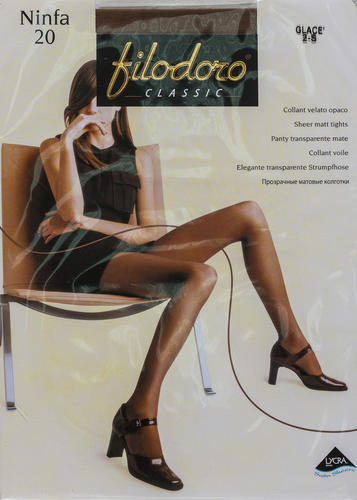 Ninfa
20
filodoro
CLASSIC
GLACE'
2-S
Collant velato opaco
Sheer matt tights
Panty transparente mate
Collant voile
Elegante transparente Strumpfhose
Прозрачные матовые колготки
LYCRA